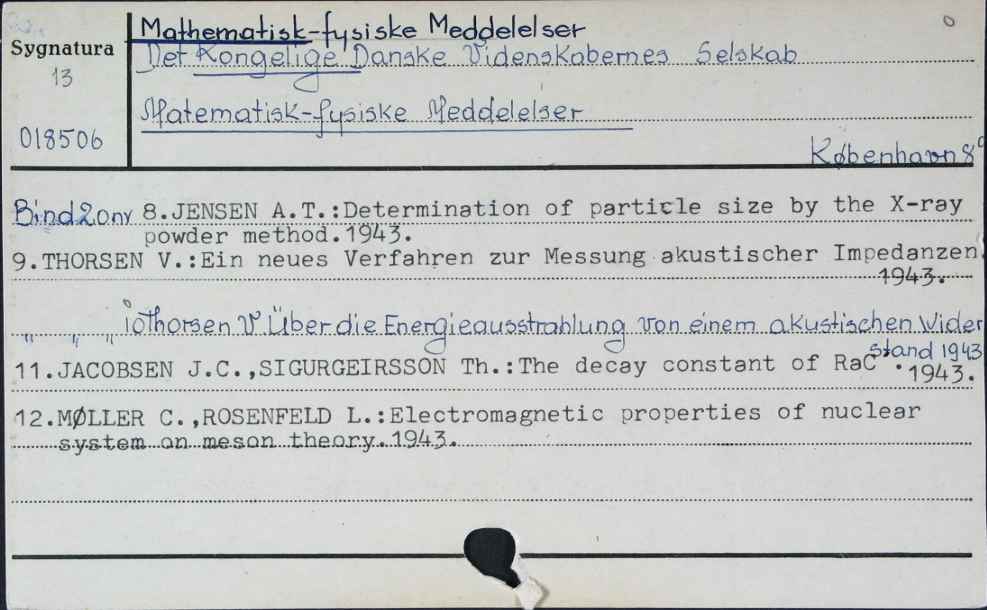 Mathematisk-fysiske Meddelelser
Sygnatura
Det Kongelige Danske Videnskabernes Selskab
13
Matematisk-fysiske Meddelelser
018506
København 8°
Bind 20 nr 8.JENSEN A.T.:Determination of particle size by the X-ray
powder method.1943.
9.THORSEN V.:Ein neues Verfahren zur Messung akustischer Impedanzen.
1943.
" " " 10 Thorsen V. Über die Energieausstrahlung von einem akustischen Wider
stand 1943
11.JACOBSEN J.C.,SIGURGEIRSSON Th.:The decay constant of RaC'.
1943.
12.MØLLER C.,ROSENFELD L.:Electromagnetic properties of nuclear
system on meson theory.1943.